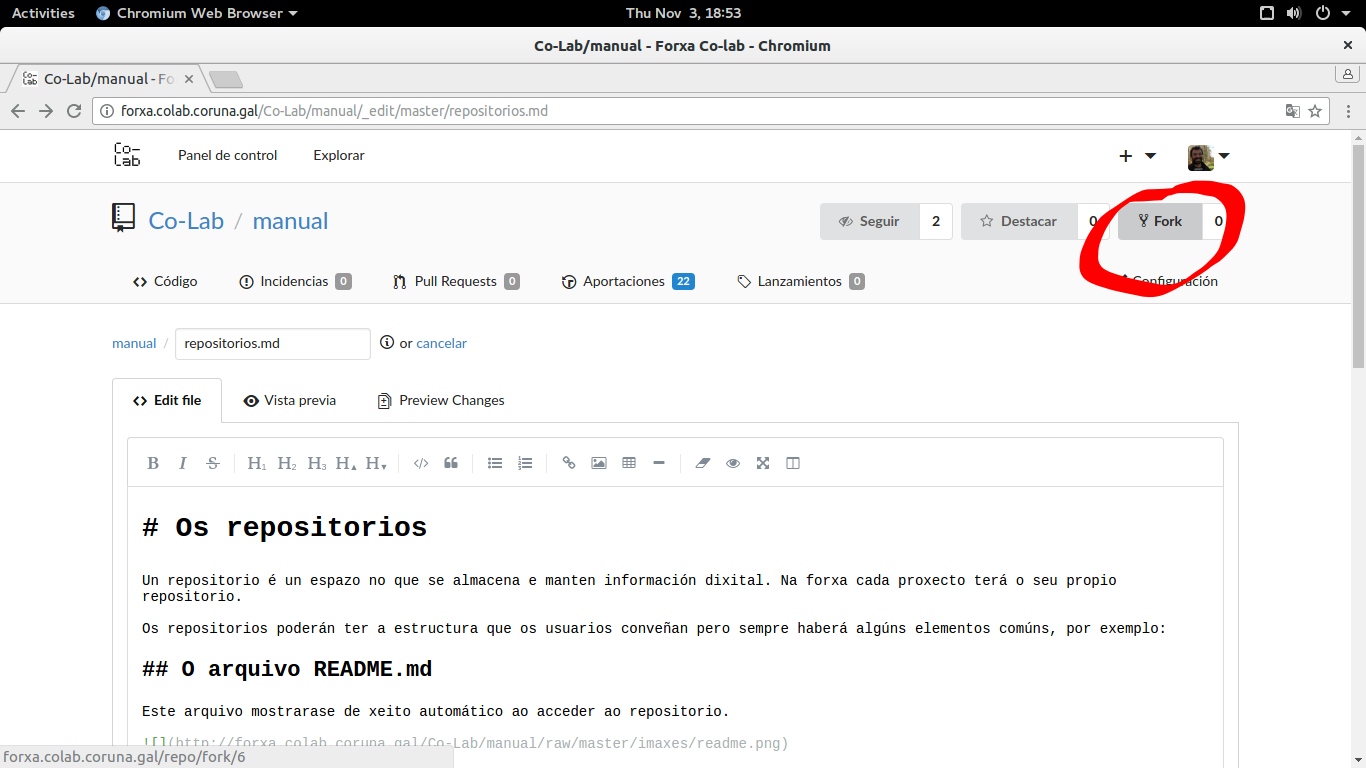 Activities Chromium Web Browser Thu Nov 3, 18:53
Co-Lab/manual - Forxa Co-lab - Chromium
Co-Lab/manual - Fo
forxa.colab.coruna.gal/Co-Lab/manual/_edit/master/repositorios.md
Co-Lab Panel de control Explorar
Co-Lab / manual Seguir 2 Destacar 0 Fork 0
Código Incidencias 0 Pull Requests 0 Aportaciones 22 Lanzamientos 0 Configuración
manual / repositorios.md or cancelar
Edit file Vista previa Preview Changes
B I S H1 H2 H3 H▲ H▼
# Os repositorios
Un repositorio é un espazo no que se almacena e manten información dixital. Na forxa cada proxecto terá o seu propio
repositorio.
Os repositorios poderán ter a estructura que os usuarios conveñan pero sempre haberá algúns elementos comúns, por exemplo:
## O arquivo README.md
Este arquivo mostrarase de xeito automático ao acceder ao repositorio.
![](http://forxa.colab.coruna.gal/Co-Lab/manual/raw/master/imaxes/readme.png)
forxa.colab.coruna.gal/repo/fork/6